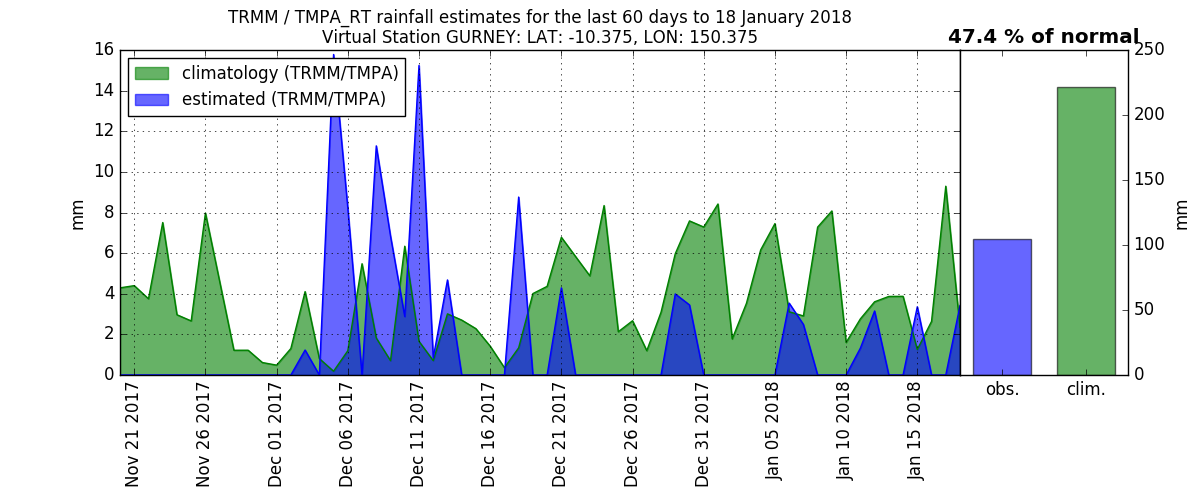 TRMM / TMPA_RT rainfall estimates for the last 60 days to 18 January 2018
Virtual Station GURNEY: LAT: -10.375, LON: 150.375
47.4 % of normal
climatology (TRMM/TMPA)
estimated (TRMM/TMPA)
mm
16
14
12
10
8
6
4
2
0
Nov 21 2017
Nov 26 2017
Dec 01 2017
Dec 06 2017
Dec 11 2017
Dec 16 2017
Dec 21 2017
Dec 26 2017
Dec 31 2017
Jan 05 2018
Jan 10 2018
Jan 15 2018
obs.
clim.
250
200
150
100
50
0
mm